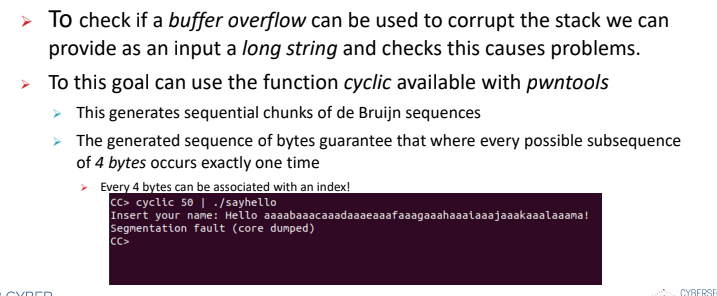 To check if a buffer overflow can be used to corrupt the stack we can
provide as an input a long string and checks this causes problems.
To this goal can use the function cyclic available with pwntools
This generates sequential chunks of de Bruijn sequences
The generated sequence of bytes guarantee that where every possible subsequence
of 4 bytes occurs exactly one time
Every 4 bytes can be associated with an index!
CC> cyclic 50 | ./sayhello
Insert your name: Hello aaaabaaacaaadaaaeaaafaaagaaahaaaiaaajaaakaaalaaama!
Segmentation fault (core dumped)
CC>